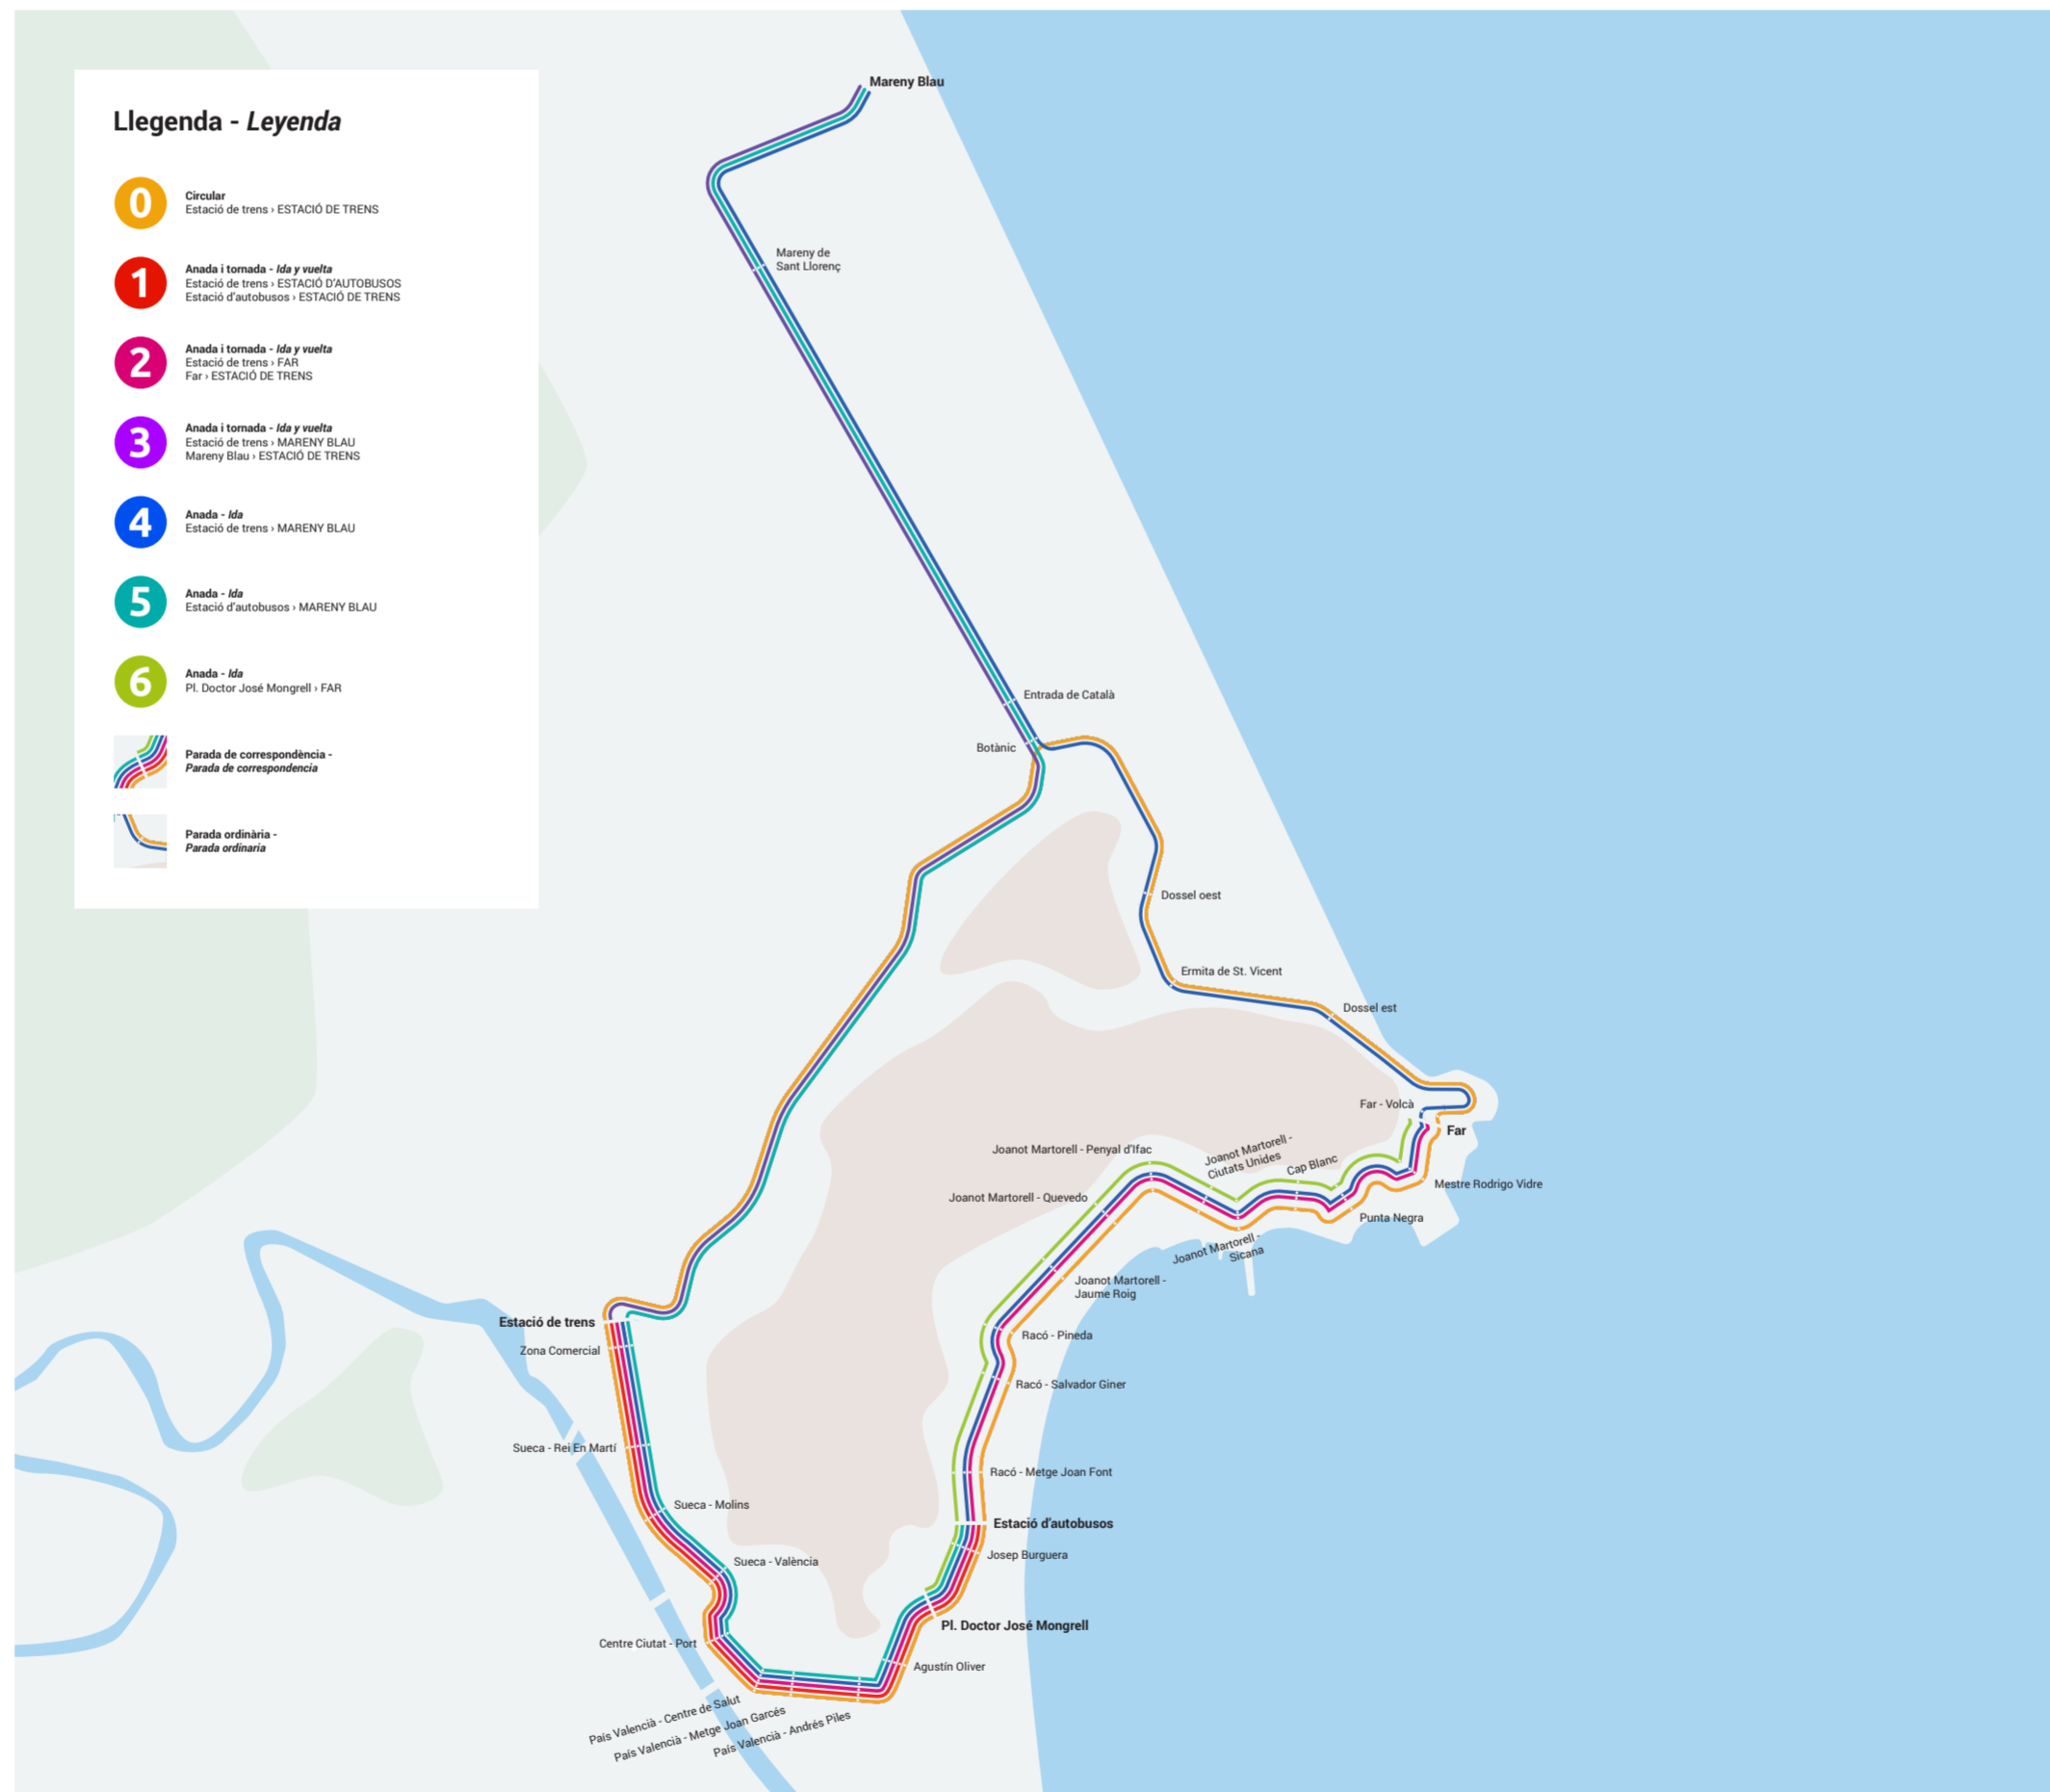 Llegenda - Leyenda
0
Circular
Estació de trens › ESTACIÓ DE TRENS
1
Anada i tornada - Ida y vuelta
Estació de trens › ESTACIÓ D'AUTOBUSOS
Estació d'autobusos › ESTACIÓ DE TRENS
2
Anada i tornada - Ida y vuelta
Estació de trens › FAR
Far › ESTACIÓ DE TRENS
3
Anada i tornada - Ida y vuelta
Estació de trens › MARENY BLAU
Mareny Blau › ESTACIÓ DE TRENS
4
Anada - Ida
Estació de trens › MARENY BLAU
5
Anada - Ida
Estació d'autobusos › MARENY BLAU
6
Anada - Ida
Pl. Doctor José Mongrell › FAR
Parada de correspondència -
Parada de correspondencia
Parada ordinària -
Parada ordinaria
Mareny Blau
Mareny de
Sant Llorenç
Entrada de Català
Botànic
Dossel oest
Ermita de St. Vicent
Dossel est
Far - Volcà
Far
Mestre Rodrigo Vidre
Punta Negra
Cap Blanc
Joanot Martorell -
Ciutats Unides
Joanot Martorell - Penyal d'Ifac
Joanot Martorell - Quevedo
Joanot Martorell -
Sicana
Joanot Martorell -
Jaume Roig
Racó - Pineda
Racó - Salvador Giner
Racó - Metge Joan Font
Estació d'autobusos
Josep Burguera
Pl. Doctor José Mongrell
Agustín Oliver
Estació de trens
Zona Comercial
Sueca - Rei En Martí
Sueca - Molins
Sueca - València
Centre Ciutat - Port
País Valencià - Centre de Salut
País Valencià - Metge Joan Garcés
País Valencià - Andrés Piles